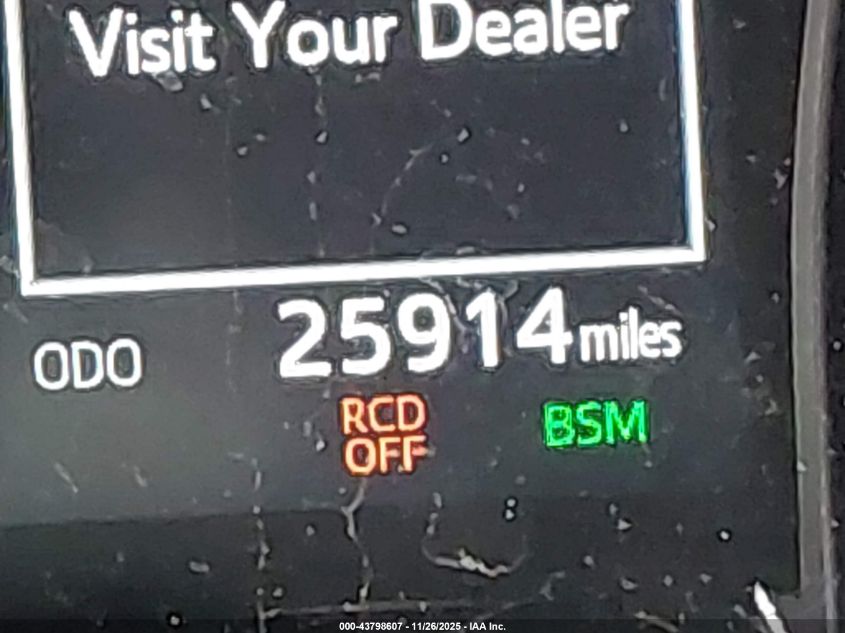 Visit Your Dealer
ODO 25914 miles
RCD BSM
OFF
000-43798607 - 11/26/2025 - IAA Inc.